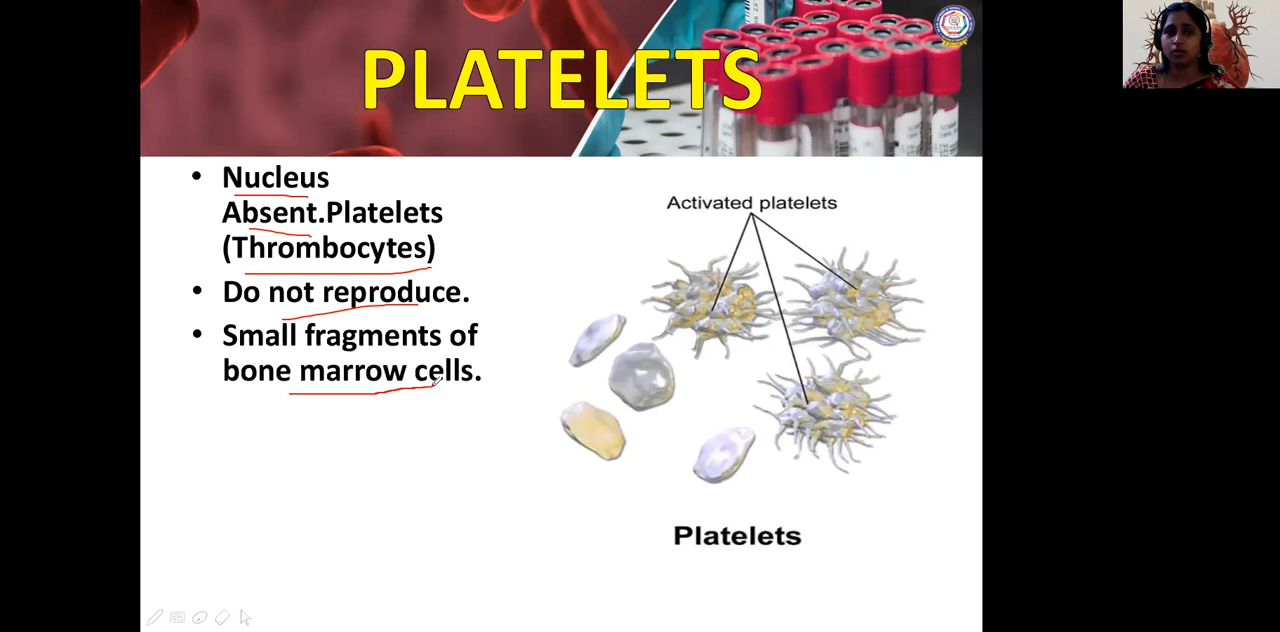 PLATELETS
• Nucleus
Absent.Platelets
(Thrombocytes)
• Do not reproduce.
• Small fragments of
bone marrow cells.
Activated platelets
Platelets